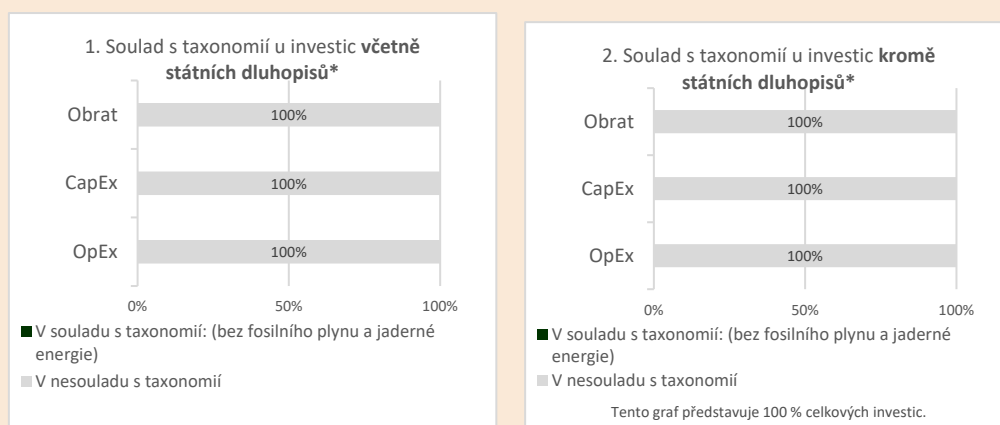 1. Soulad s taxonomií u investic včetně
státních dluhopisů*
Obrat
100%
CapEx
100%
OpEx
100%
0%
50%
100%
V souladu s taxonomií: (bez fosilního plynu a jaderné
energie)
V nesouladu s taxonomií
2. Soulad s taxonomií u investic kromě
státních dluhopisů*
Obrat
100%
CapEx
100%
OpEx
100%
0%
50%
100%
V souladu s taxonomií: (bez fosilního plynu a jaderné
energie)
V nesouladu s taxonomií
Tento graf představuje 100 % celkových investic.